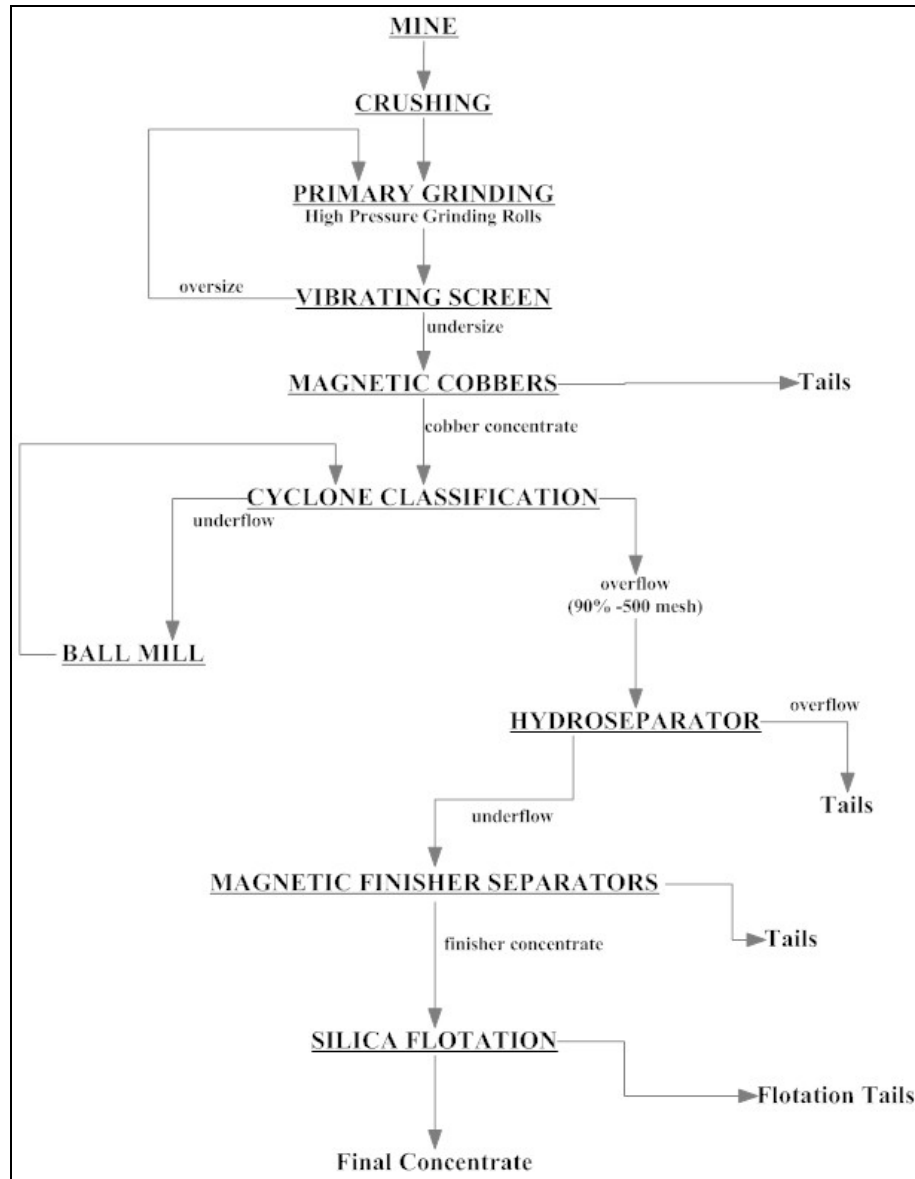 MINE
CRUSHING
PRIMARY GRINDING
High Pressure Grinding Rolls
oversize
VIBRATING SCREEN
undersize
MAGNETIC COBBERS
Tails
cobber concentrate
CYCLONE CLASSIFICATION
underflow
overflow
(90% -500 mesh)
BALL MILL
HYDROSEPARATOR
overflow
Tails
underflow
MAGNETIC FINISHER SEPARATORS
Tails
finisher concentrate
SILICA FLOTATION
Flotation Tails
Final Concentrate